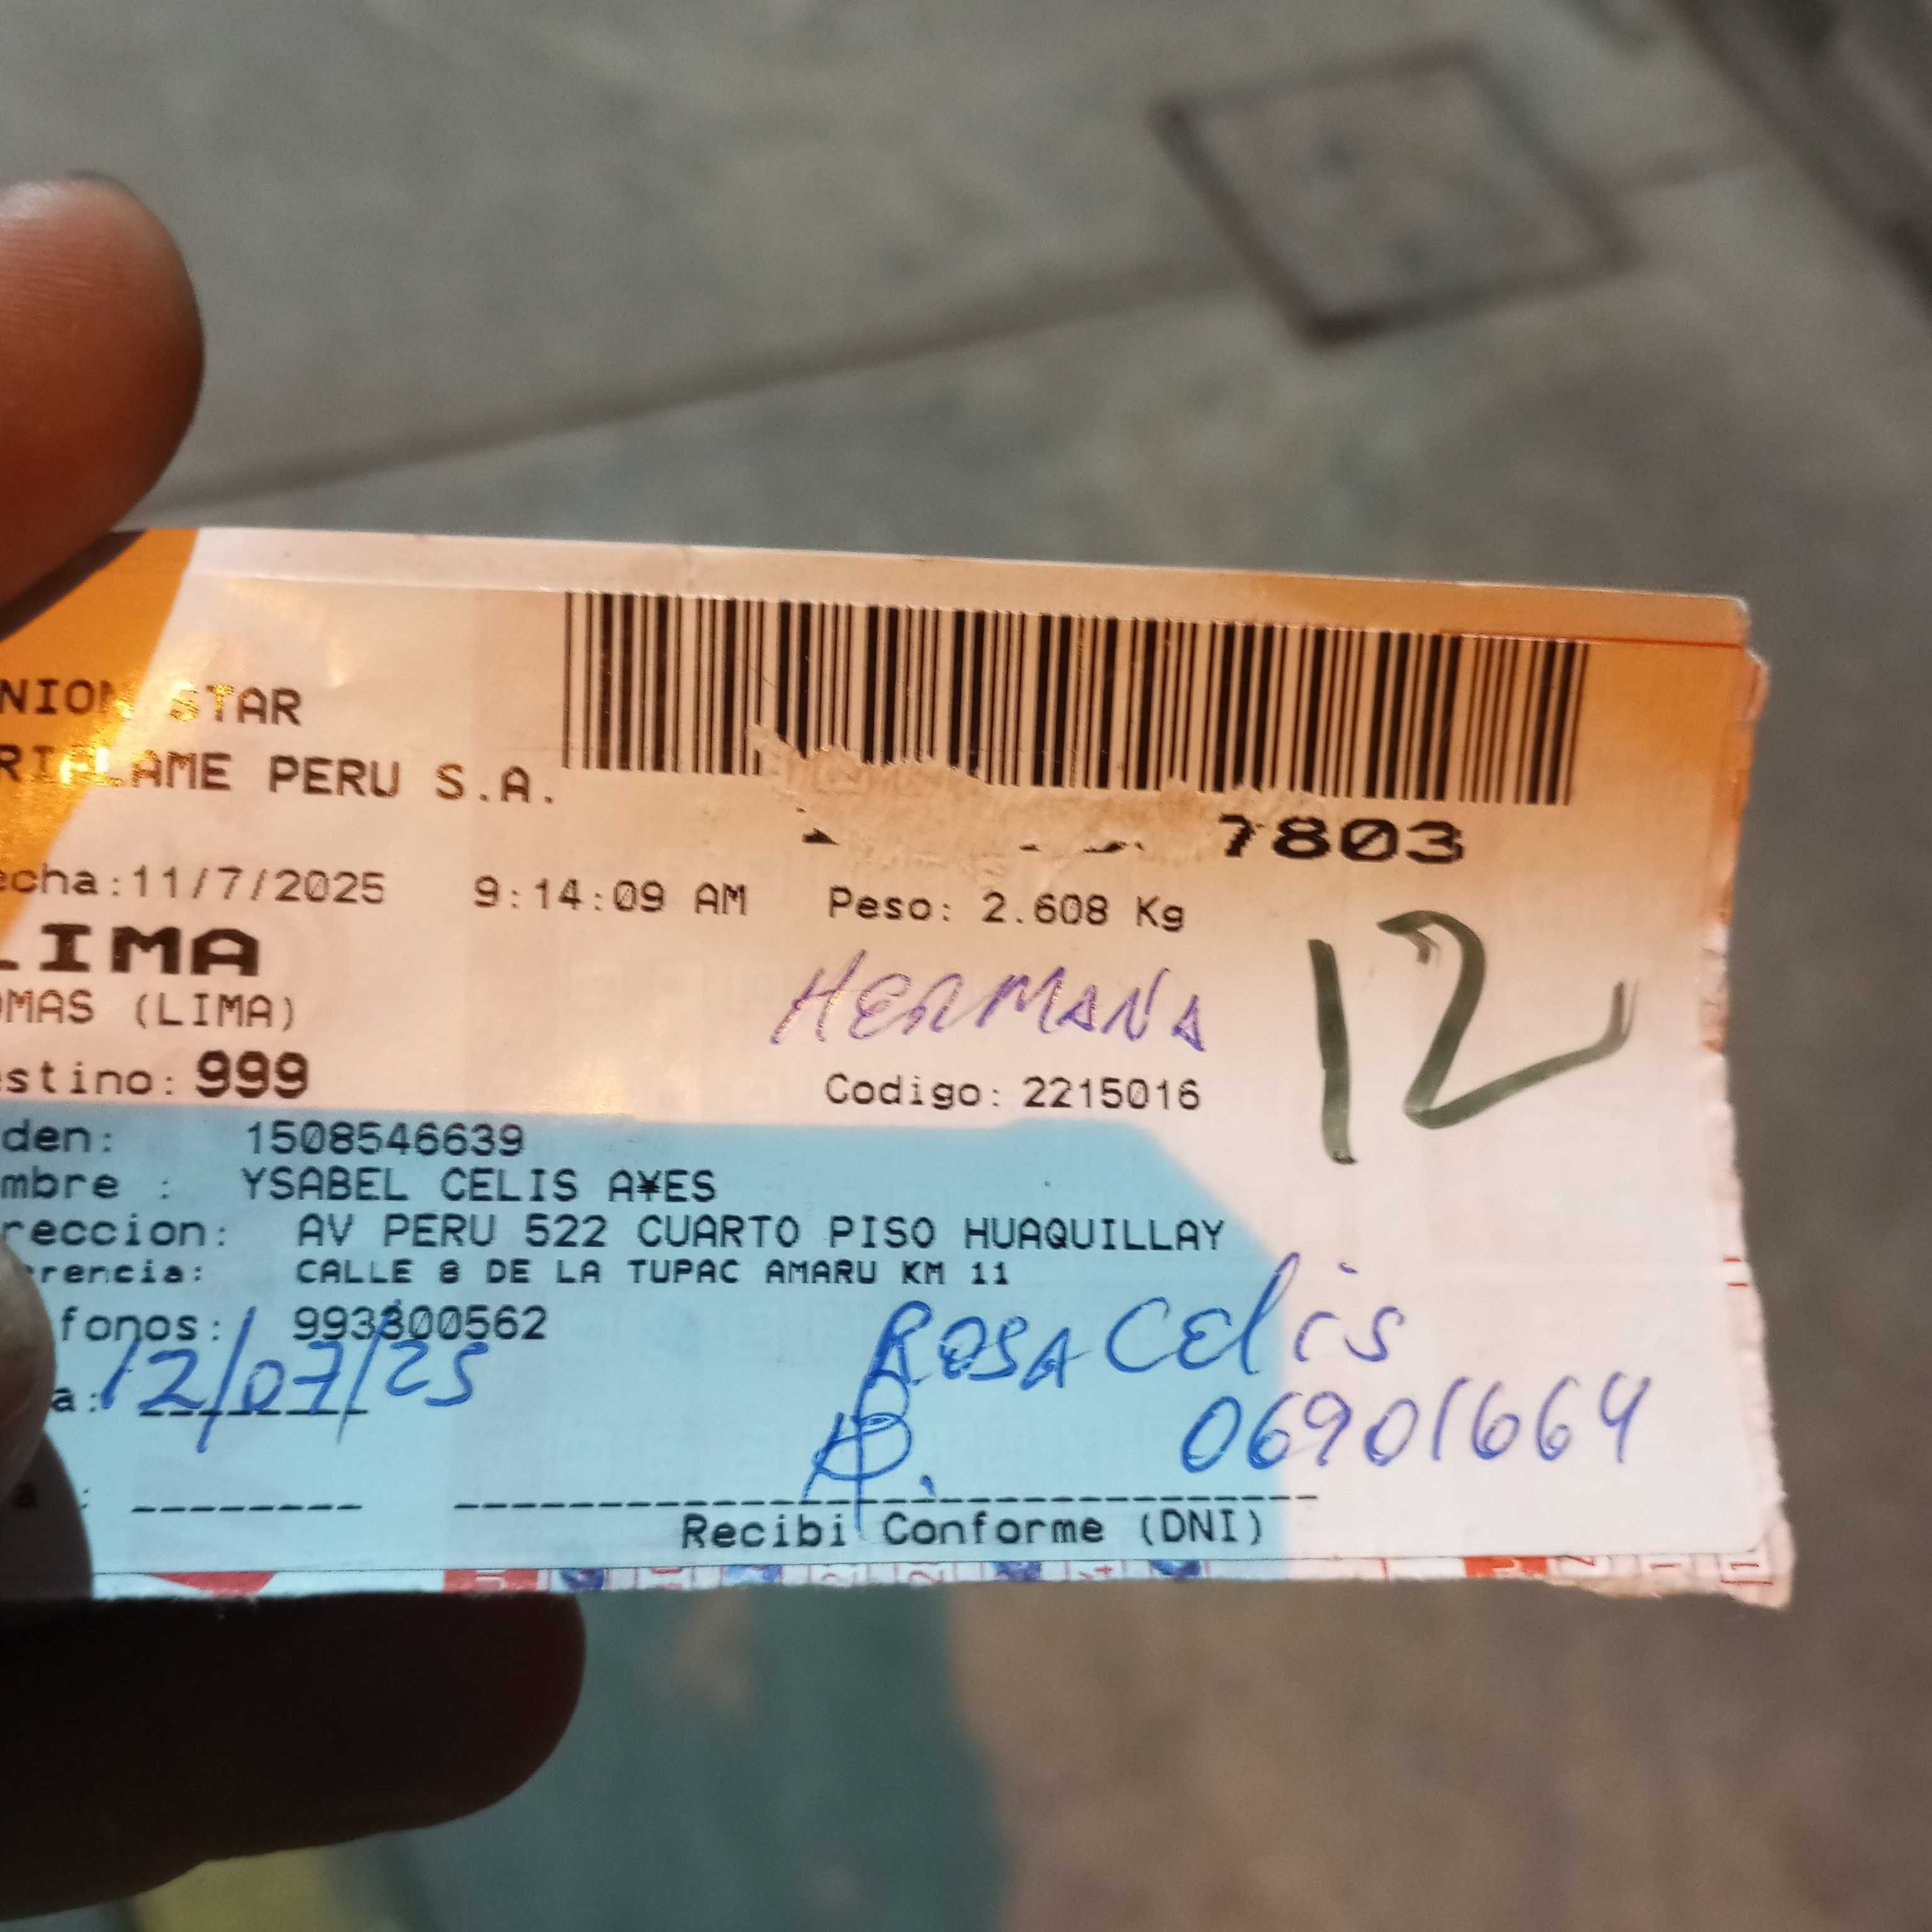 NION STAR
RIFLAME PERU S.A.
7803
echa:11/7/2025 9:14:09 AM Peso: 2.608 Kg
LIMA
HERMANA
12
OMAS (LIMA)
estino: 999 Codigo: 2215016
den: 1508546639
mbre : YSABEL CELIS A¥ES
reccion: AV PERU 522 CUARTO PISO HUAQUILLAY
rencia: CALLE 8 DE LA TUPAC AMARU KM 11
fonos: 993300562
ROSA Celis
a: 12/07/25
06901664
a :
Recibi Conforme (DNI)